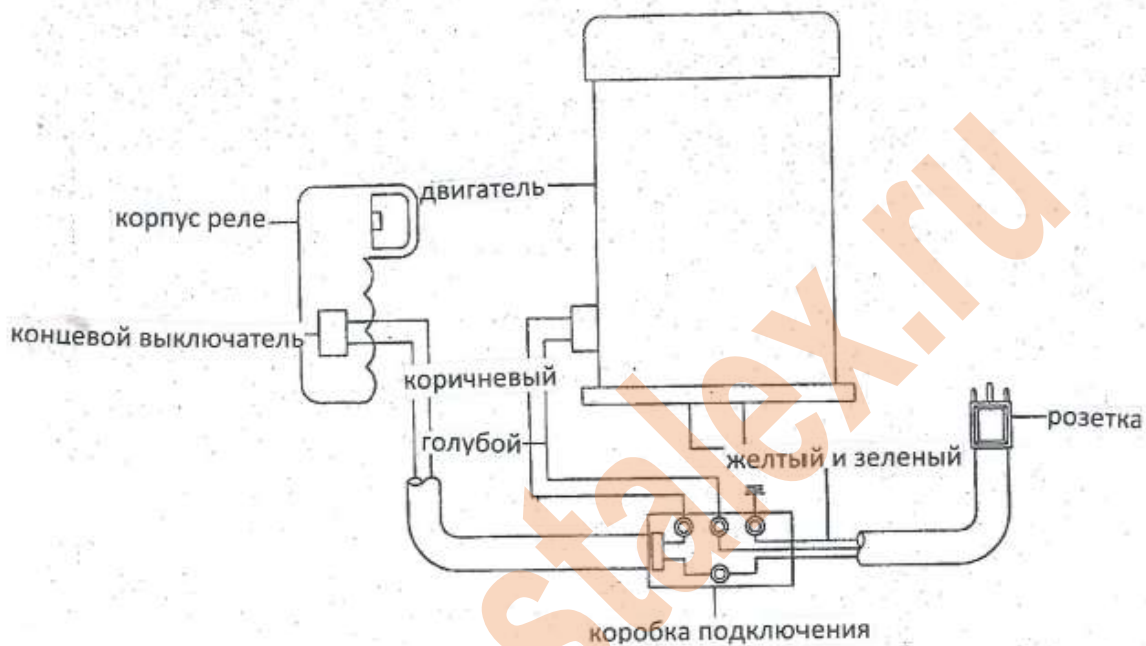 двигатель
корпус реле
концевой выключатель
коричневый
розетка
голубой
желтый и зеленый
коробка подключения
stalex.ru